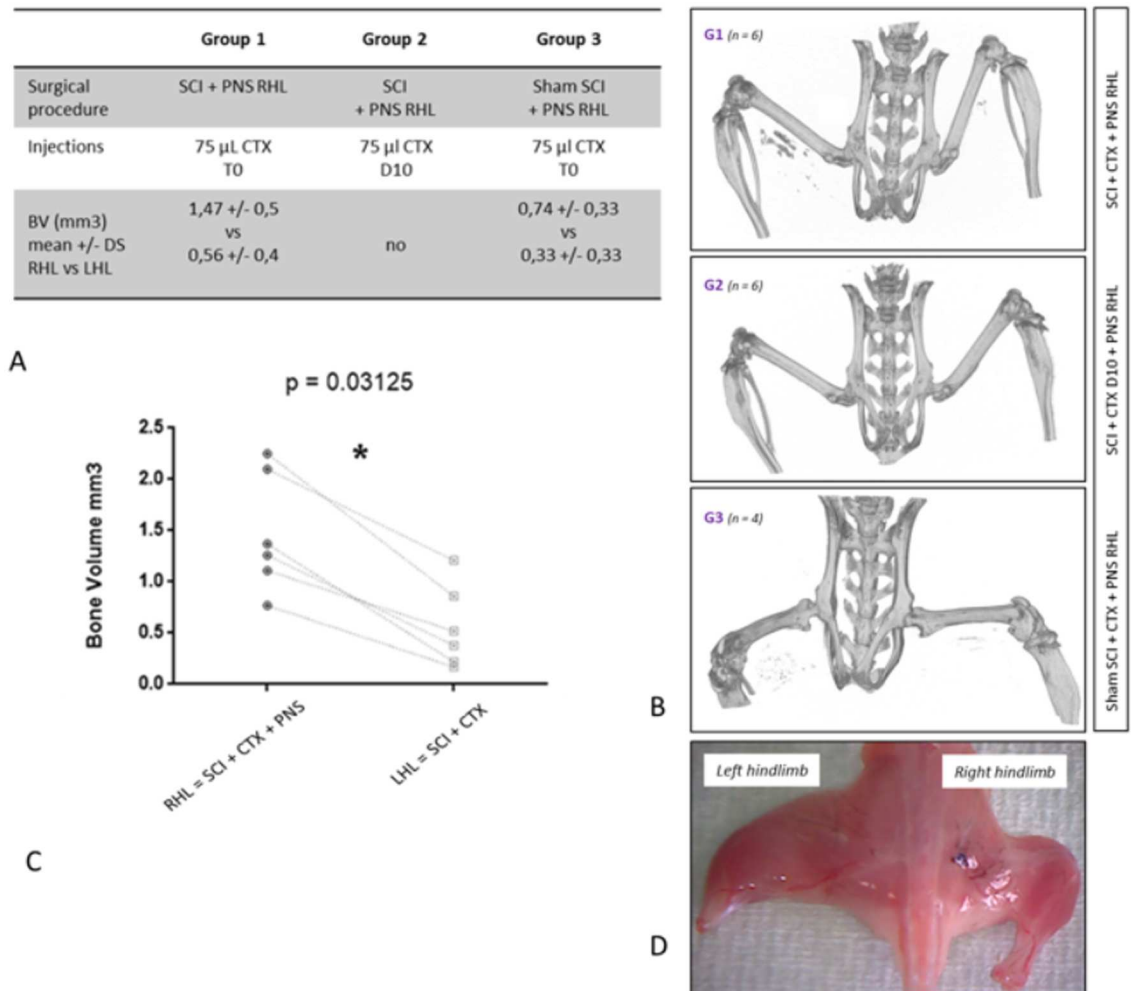 Group 1 Group 2 Group 3
Surgical procedure SCI + PNS RHL SCI + PNS RHL Sham SCI + PNS RHL
Injections 75 µL CTX T0 75 µl CTX D10 75 µl CTX T0
BV (mm3) mean +/- DS RHL vs LHL 1,47 +/- 0,5 vs 0,56 +/- 0,4 no 0,74 +/- 0,33 vs 0,33 +/- 0,33
A
p = 0.03125
*
Bone Volume mm3
2.5
2.0
1.5
1.0
0.5
0.0
RHL = SCI + CTX + PNS
LHL = SCI + CTX
C
G1 (n = 6)
SCI + CTX + PNS RHL
G2 (n = 6)
SCI + CTX D10 + PNS RHL
G3 (n = 4)
Sham SCI + CTX + PNS RHL
B
Left hindlimb
Right hindlimb
D